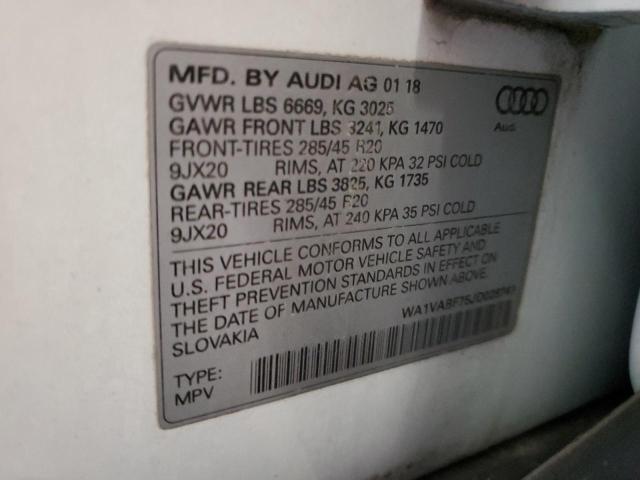 MFD. BY AUDI AG 01 18
GVWR LBS 6669, KG 3025
GAWR FRONT LBS 3241, KG 1470
FRONT-TIRES 285/45 R20
9JX20 RIMS, AT 220 KPA 32 PSI COLD
GAWR REAR LBS 3825, KG 1735
REAR-TIRES 285/45 R20
9JX20 RIMS, AT 240 KPA 35 PSI COLD
Audi
THIS VEHICLE CONFORMS TO ALL APPLICABLE
U.S. FEDERAL MOTOR VEHICLE SAFETY AND
THEFT PREVENTION STANDARDS IN EFFECT ON
THE DATE OF MANUFACTURE SHOWN ABOVE.
SLOVAKIA
TYPE:
MPV